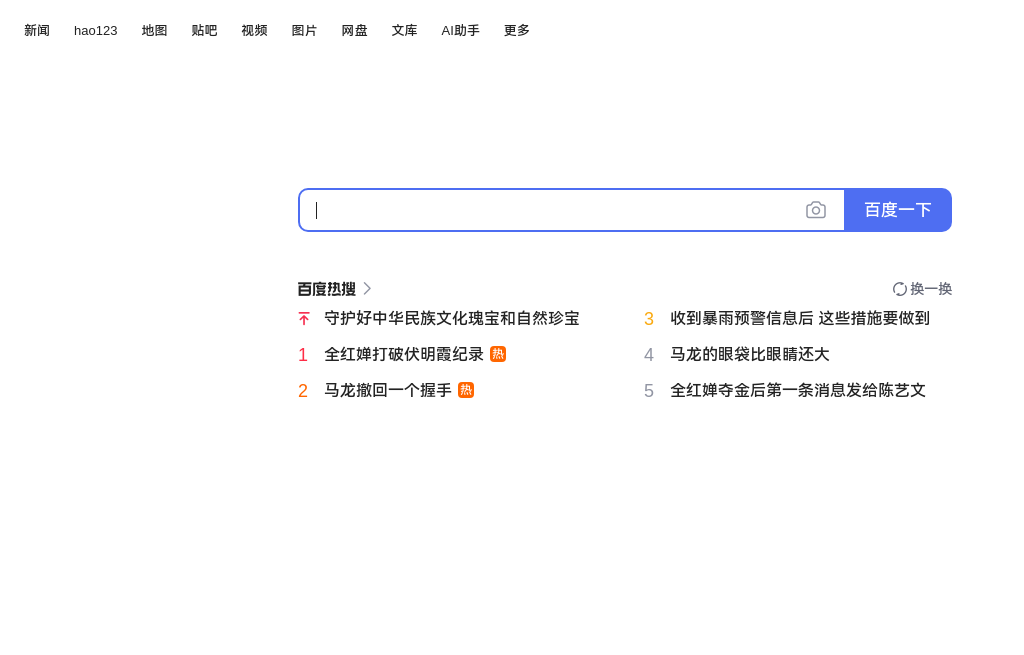 新闻 hao123 地图 贴吧 视频 图片 网盘 文库 AI助手 更多
百度一下
百度热搜 换一换
守护好中华民族文化瑰宝和自然珍宝
1 全红婵打破伏明霞纪录 热
2 马龙撤回一个握手 热
3 收到暴雨预警信息后 这些措施要做到
4 马龙的眼袋比眼睛还大
5 全红婵夺金后第一条消息发给陈艺文